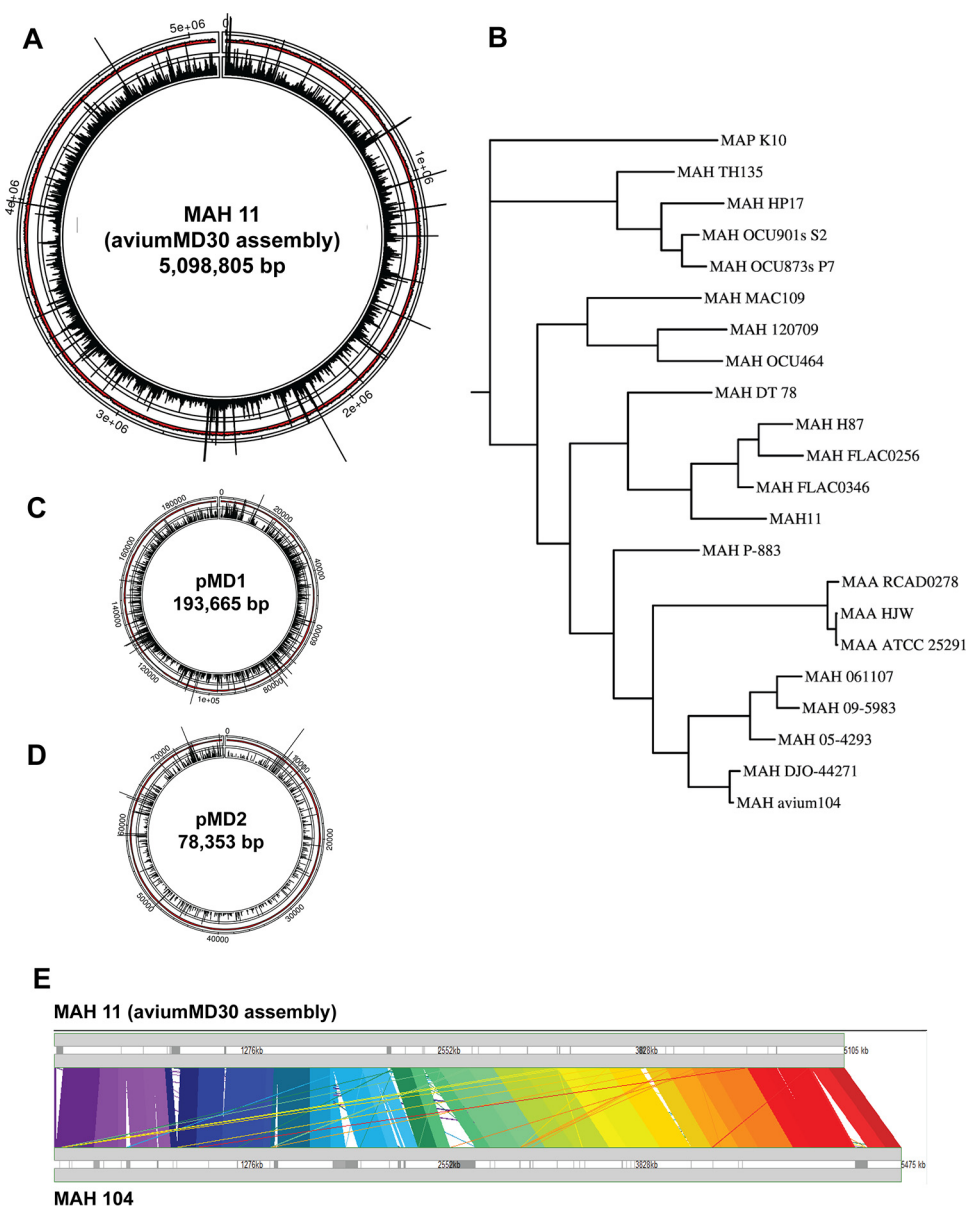 A
0
1e+06
2e+06
3e+06
4e+06
5e+06
MAH 11
(aviumMD30 assembly)
5,098,805 bp
B
MAP K10
MAH TH135
MAH HP17
MAH OCU901s S2
MAH OCU873s P7
MAH MAC109
MAH 120709
MAH OCU464
MAH DT 78
MAH H87
MAH FLAC0256
MAH FLAC0346
MAH11
MAH P-883
MAA RCAD0278
MAA HJW
MAA ATCC 25291
MAH 061107
MAH 09-5983
MAH 05-4293
MAH DJO-44271
MAH avium104
C
0
20000
40000
60000
80000
1e+05
120000
140000
160000
180000
pMD1
193,665 bp
D
0
10000
20000
30000
40000
50000
60000
70000
pMD2
78,353 bp
E
MAH 11 (aviumMD30 assembly)
1276kb 2552kb 3828kb 5105 kb
1276kb 2552kb 3828kb 5475 kb
MAH 104